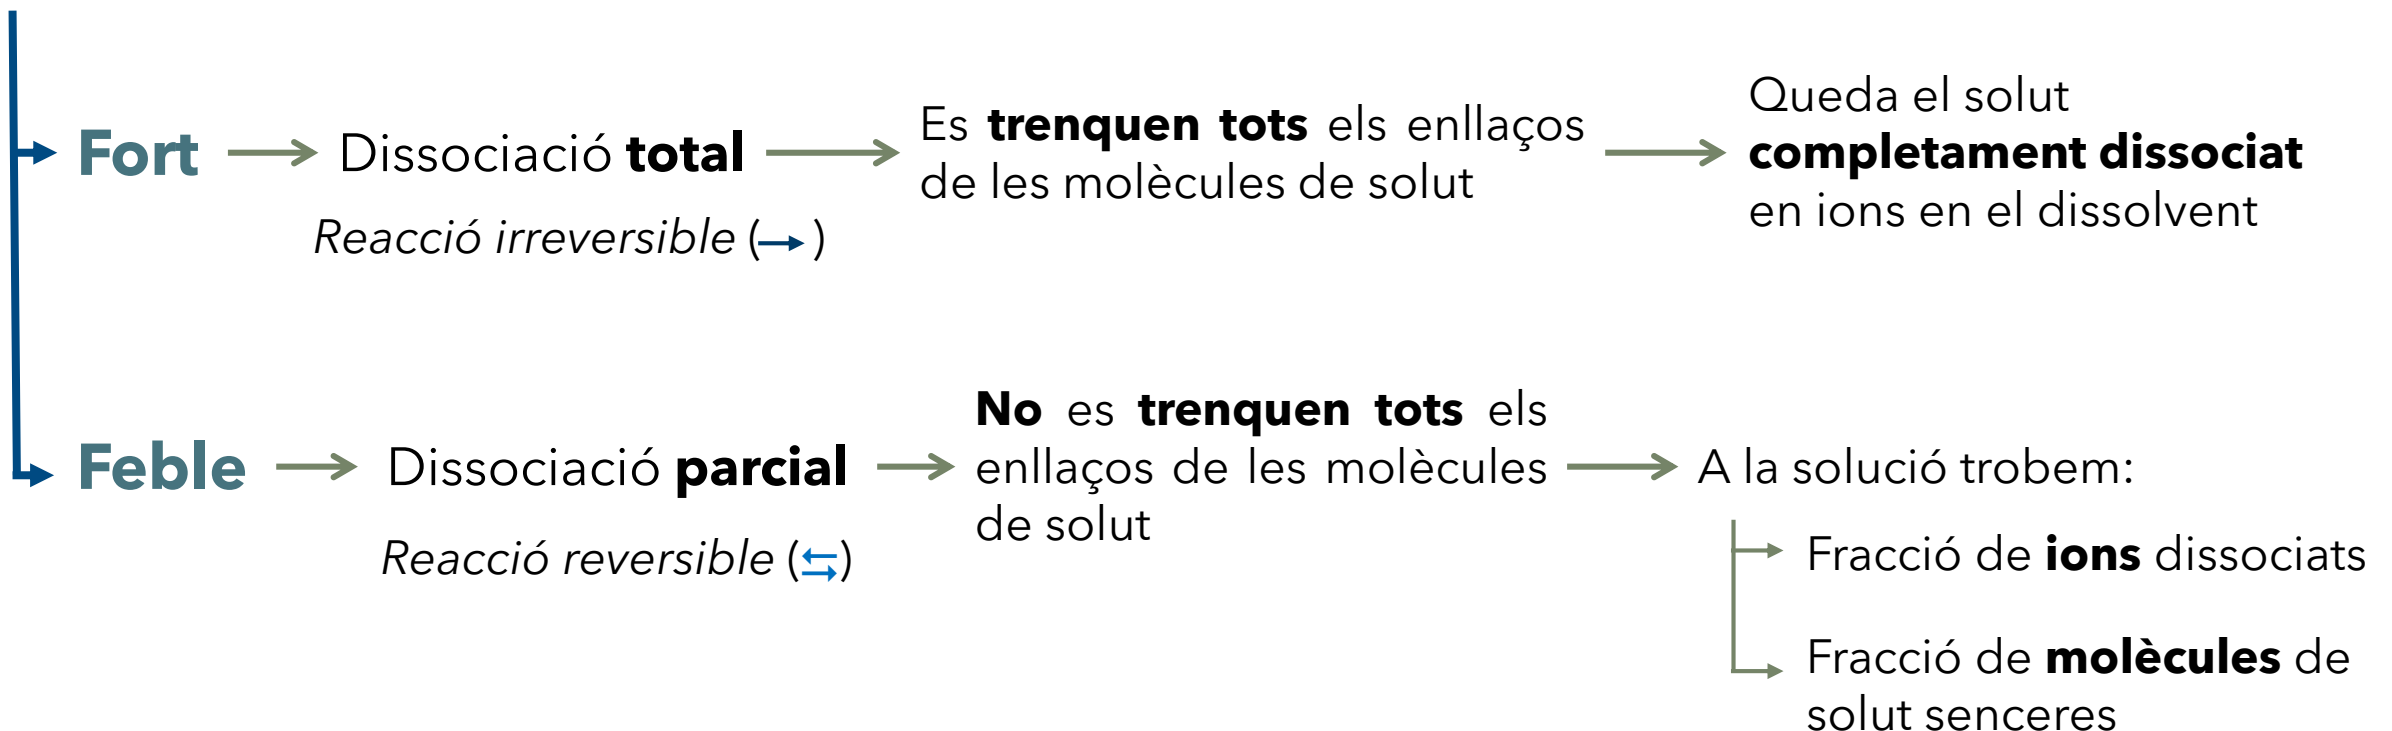 Fort
Dissociació total
Reacció irreversible (→)
Es trenquen tots els enllaços
de les molècules de solut
Queda el solut
completament dissociat
en ions en el dissolvent
Feble
Dissociació parcial
Reacció reversible (⇆)
No es trenquen tots els
enllaços de les molècules
de solut
A la solució trobem:
Fracció de ions dissociats
Fracció de molècules de
solut senceres